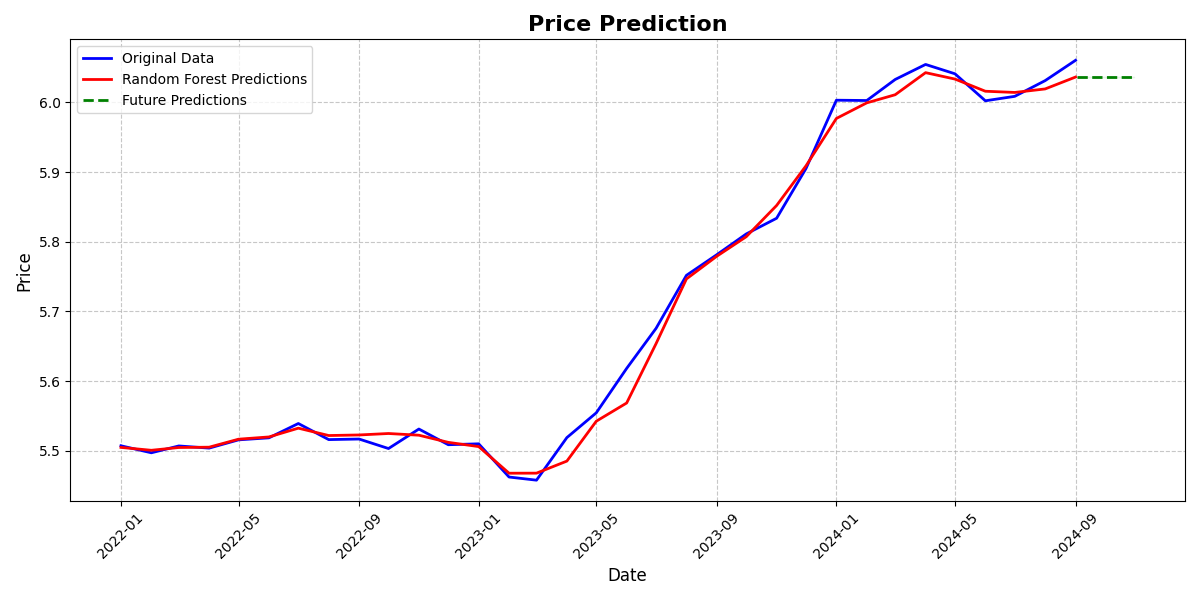 Price Prediction
Original Data
Random Forest Predictions
Future Predictions
Price
6.0
5.9
5.8
5.7
5.6
5.5
2022-01
2022-05
2022-09
2023-01
2023-05
2023-09
2024-01
2024-05
2024-09
Date